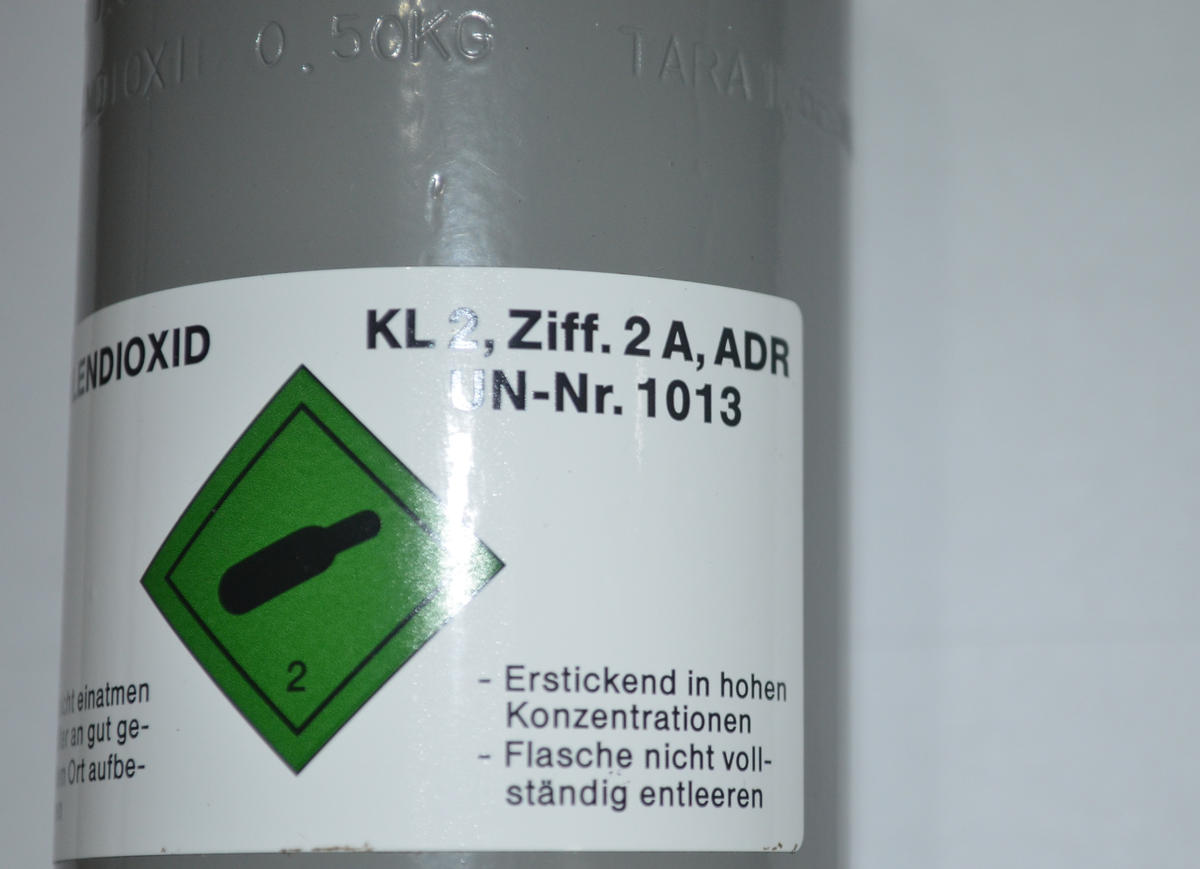 0.50KG
TARA
KL 2, Ziff. 2 A, ADR
UN-Nr. 1013
2
einatmen
an gut ge-
Ort aufbe-
- Erstickend in hohen
Konzentrationen
- Flasche nicht voll-
ständig entleeren